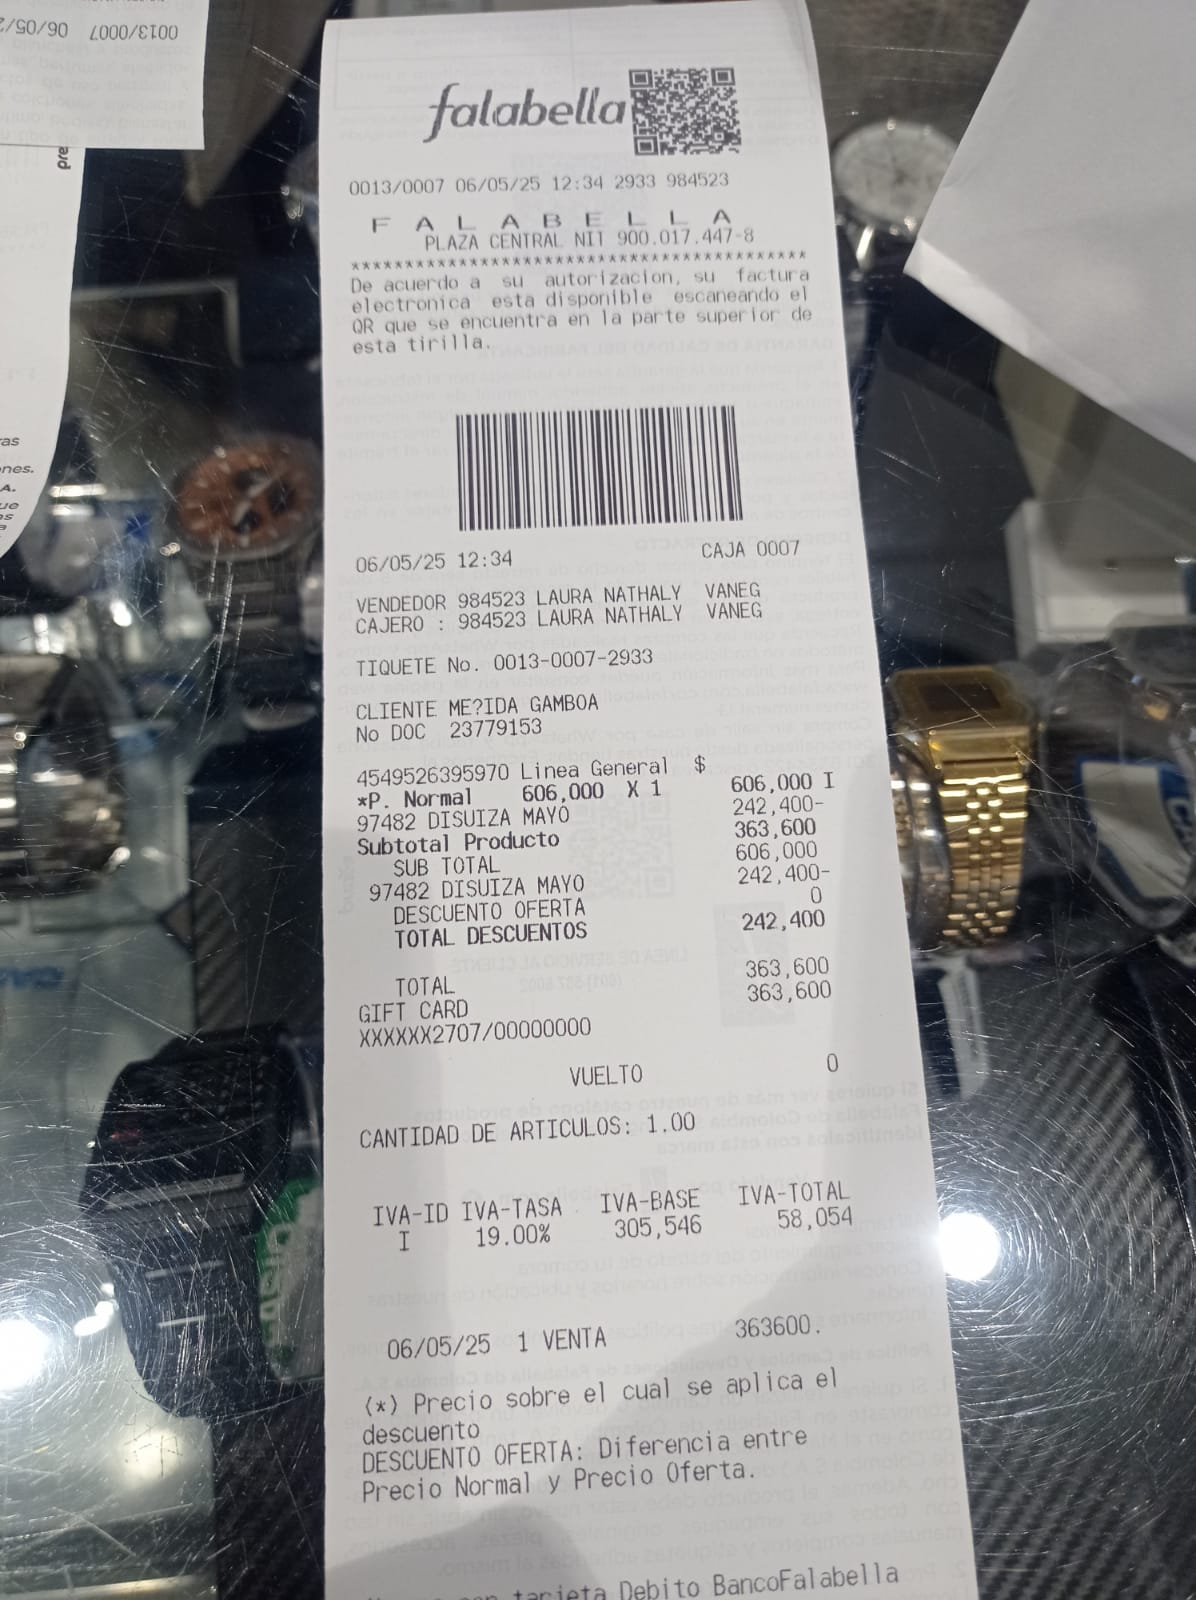 0013/0007 06/05/2
pre
ras
ones.
A.
falabella
0013/0007 06/05/25 12:34 2933 984523
F A L A B E L L A
PLAZA CENTRAL NIT 900.017.447-8
******************************************
De acuerdo a su autorizacion, su factura
electronica esta disponible escaneando el
QR que se encuentra en la parte superior de
esta tirilla.
06/05/25 12:34 CAJA 0007
VENDEDOR 984523 LAURA NATHALY VANEG
CAJERO : 984523 LAURA NATHALY VANEG
TIQUETE No. 0013-0007-2933
CLIENTE ME?IDA GAMBOA
No DOC 23779153
4549526395970 Linea General $
*P. Normal 606,000 X 1 606,000 I
97482 DISUIZA MAYO 242,400-
Subtotal Producto 363,600
SUB TOTAL 606,000
97482 DISUIZA MAYO 242,400-
DESCUENTO OFERTA 0
TOTAL DESCUENTOS 242,400
TOTAL 363,600
GIFT CARD 363,600
XXXXXX2707/00000000
VUELTO 0
CANTIDAD DE ARTICULOS: 1.00
IVA-ID IVA-TASA IVA-BASE IVA-TOTAL
I 19.00% 305,546 58,054
06/05/25 1 VENTA 363600.
(*) Precio sobre el cual se aplica el
descuento
DESCUENTO OFERTA: Diferencia entre
Precio Normal y Precio Oferta.
tarjeta Debito BancoFalabella